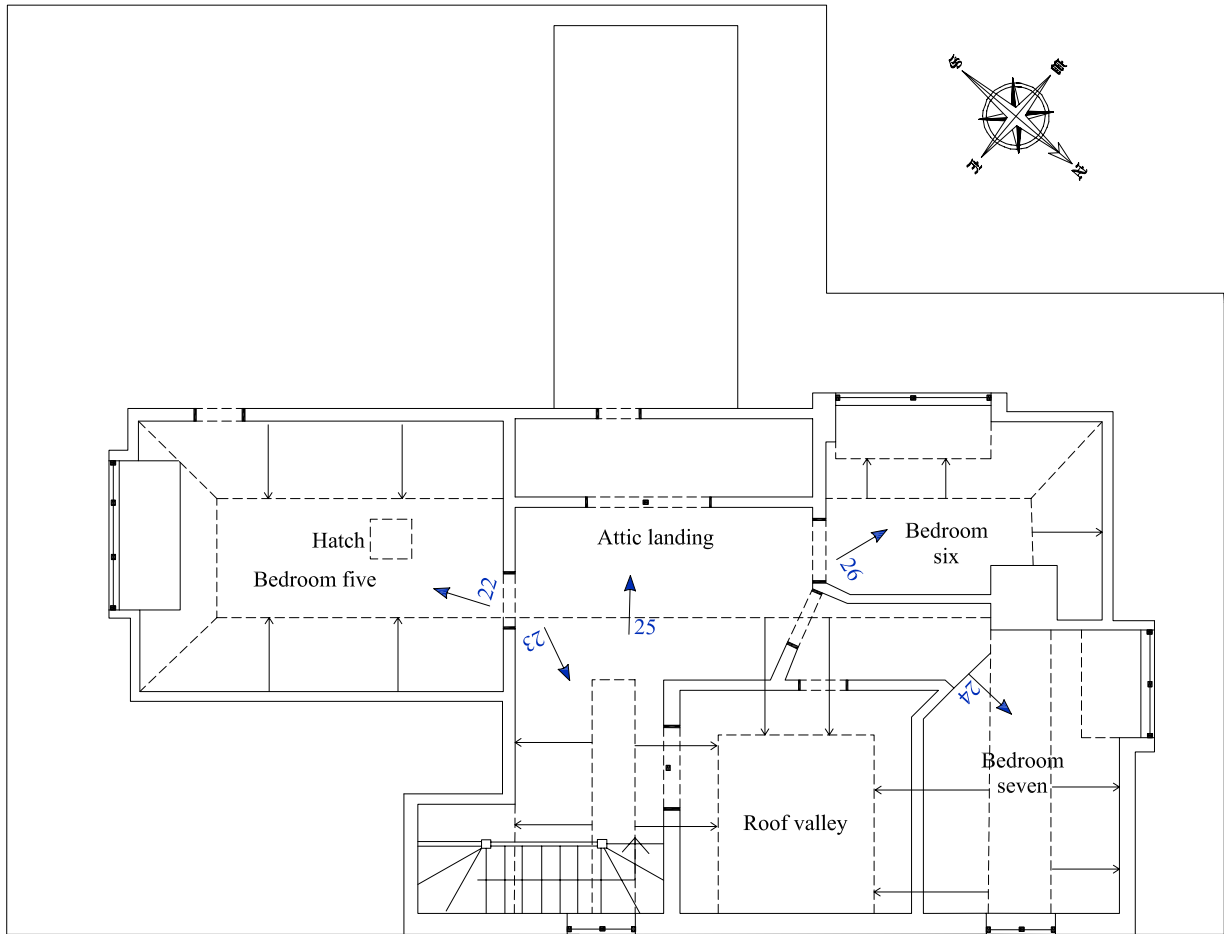 S
W
E
N
Hatch
Bedroom five
Attic landing
Bedroom
six
22
23
25
26
24
Bedroom
seven
Roof valley